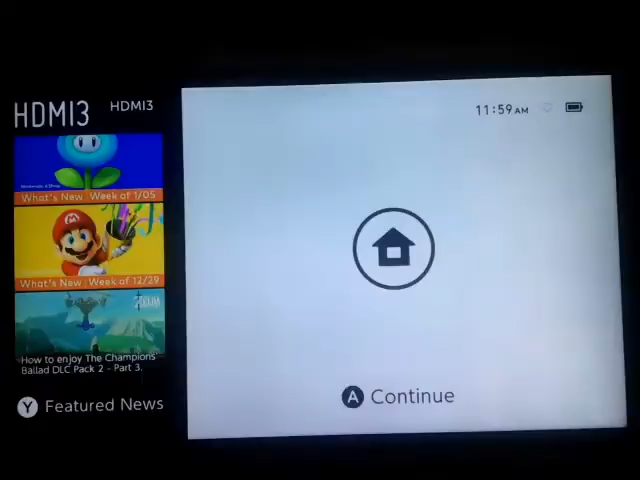 HDMI3 HDMI3
11:59 AM
What's New : Week of 1/05
What's New : Week of 12/29
How to enjoy The Champions'
Ballad DLC Pack 2 - Part 3.
Y Featured News
A Continue